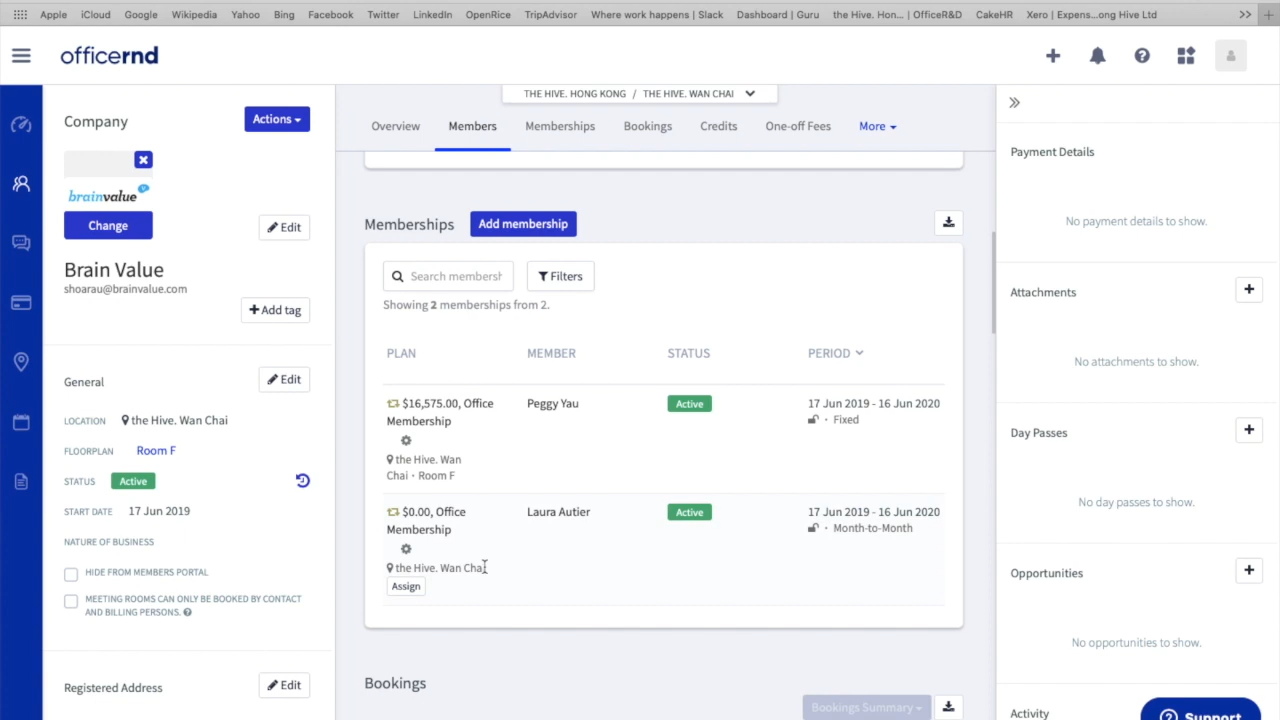 Apple iCloud Google Wikipedia Yahoo Bing Facebook Twitter LinkedIn OpenRice TripAdvisor Where work happens | Slack Dashboard | Guru the Hive. Hon... | OfficeR&D CakeHR Xero | Expens...ong Hive Ltd >> +
officernd
THE HIVE. HONG KONG / THE HIVE. WAN CHAI
Company
Actions
brainvalue
Change
Edit
Brain Value
shoarau@brainvalue.com
+Add tag
General
Edit
LOCATION the Hive. Wan Chai
FLOORPLAN Room F
STATUS Active
START DATE 17 Jun 2019
NATURE OF BUSINESS
HIDE FROM MEMBERS PORTAL
MEETING ROOMS CAN ONLY BE BOOKED BY CONTACT
AND BILLING PERSONS.
Registered Address
Edit
Overview Members Memberships Bookings Credits One-off Fees More
Memberships
Add membership
Search membersh
Filters
Showing 2 memberships from 2.
PLAN MEMBER STATUS PERIOD
$16,575.00, Office Peggy Yau Active 17 Jun 2019 - 16 Jun 2020
Membership · Fixed
the Hive. Wan
Chai · Room F
$0.00, Office Laura Autier Active 17 Jun 2019 - 16 Jun 2020
Membership · Month-to-Month
the Hive. Wan Chai
Assign
Bookings
Bookings Summary
Payment Details
No payment details to show.
Attachments +
No attachments to show.
Day Passes +
No day passes to show.
Opportunities +
No opportunities to show.
Activity
Support